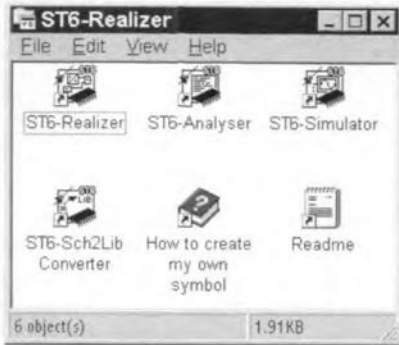 ST6-Realizer
File Edit View Help
ST6-Realizer ST6-Analyser ST6-Simulator
ST6-Sch2Lib
Converter
How to create
my own
symbol
Readme
6 object(s) 1.91KB